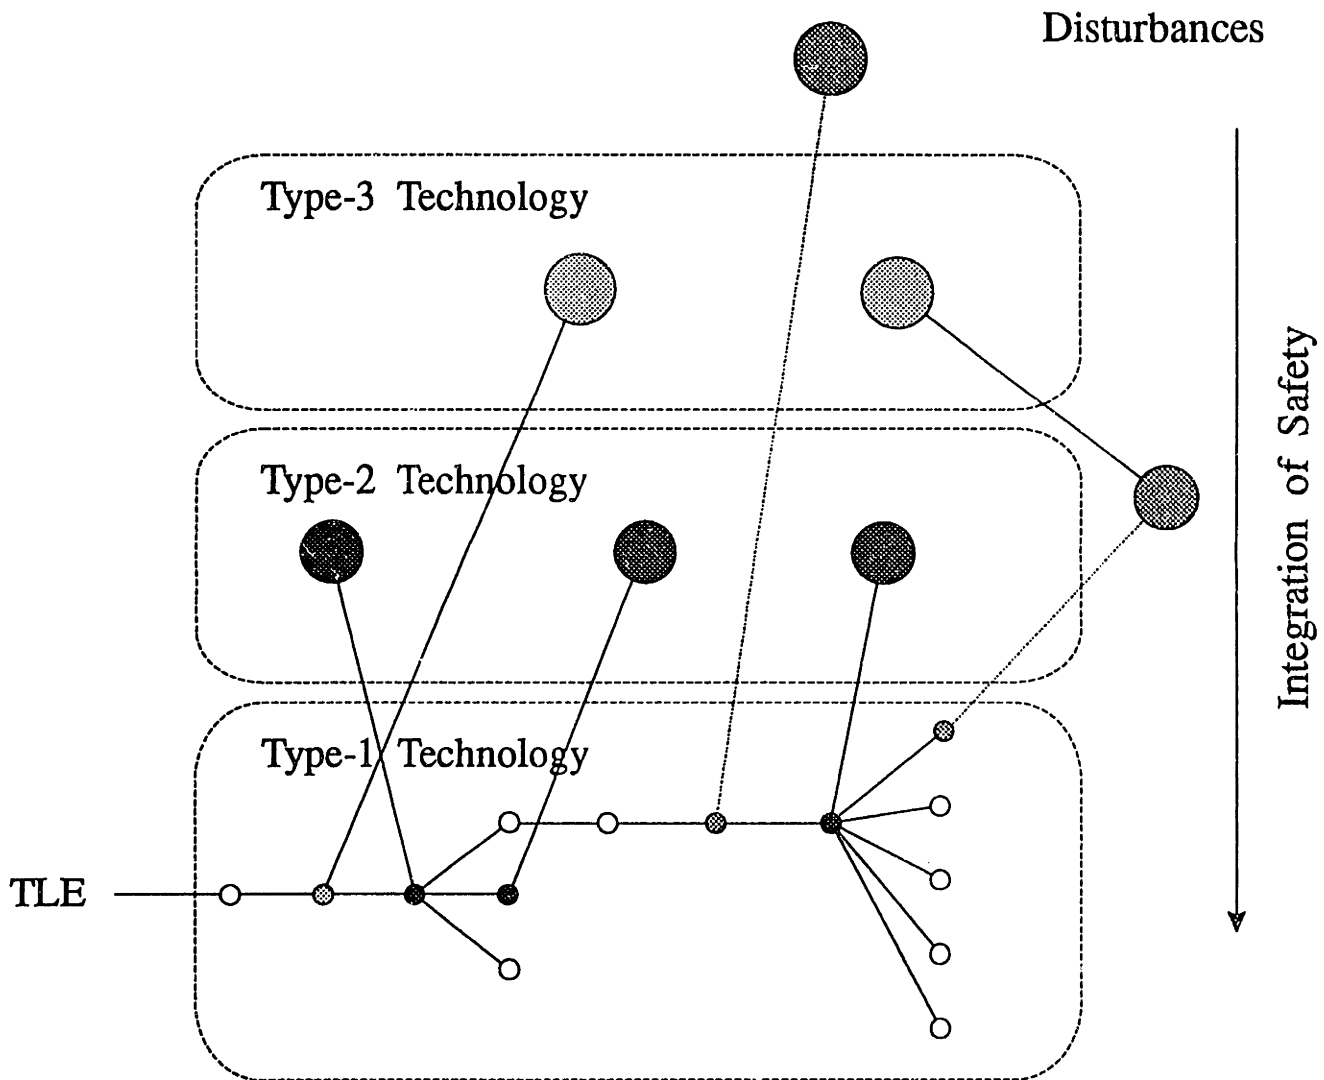 Disturbances
Type-3 Technology
Type-2 Technology
Integration of Safety
Type-1 Technology
TLE